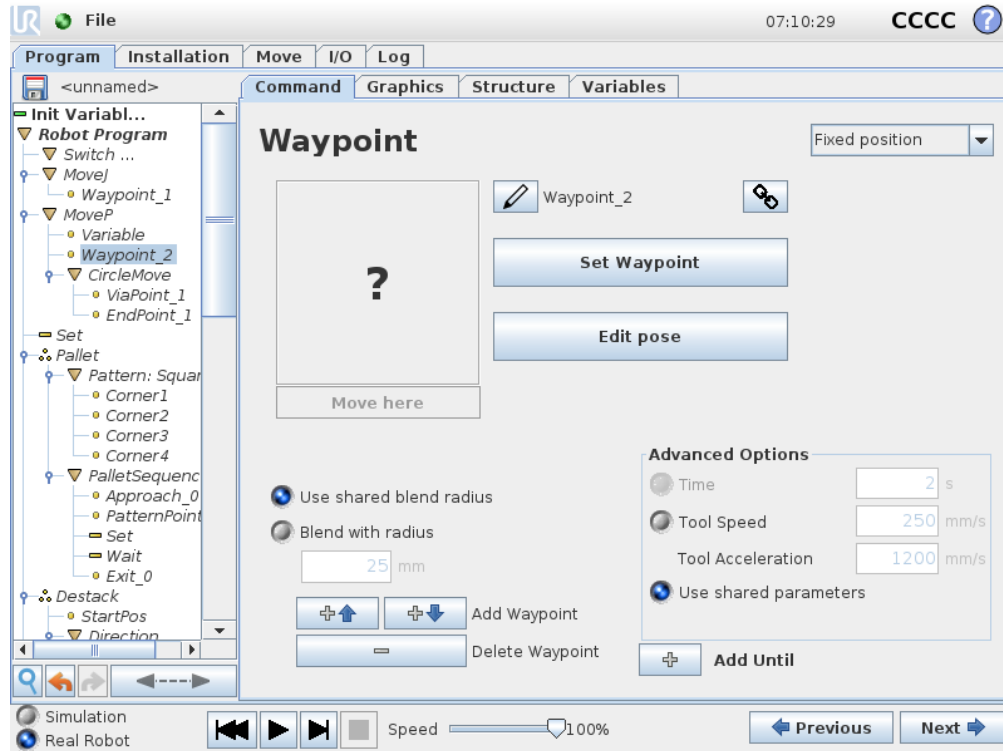 UR File 07:10:29 CCCC ?
Program Installation Move I/O Log
<unnamed>
Command Graphics Structure Variables
Init Variabl...
Robot Program
Switch ...
MoveJ
Waypoint_1
MoveP
Variable
Waypoint_2
CircleMove
ViaPoint_1
EndPoint_1
Set
Pallet
Pattern: Squar
Corner1
Corner2
Corner3
Corner4
PalletSequenc
Approach_0
PatternPoint
Set
Wait
Exit_0
Destack
StartPos
Direction
Waypoint
Fixed position
?
Move here
Waypoint_2
Set Waypoint
Edit pose
Use shared blend radius
Blend with radius
25 mm
Add Waypoint
Delete Waypoint
Advanced Options
Time 2 s
Tool Speed 250 mm/s
Tool Acceleration 1200 mm/s
Use shared parameters
Add Until
Simulation
Real Robot
Speed 100%
Previous Next